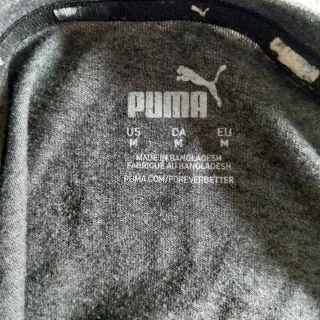 PUMA
US CA EU
M M M
MADE IN BANGLADESH
FABRIQUÉ AU BANGLADESH
PUMA.COM/FOREVERBETTER